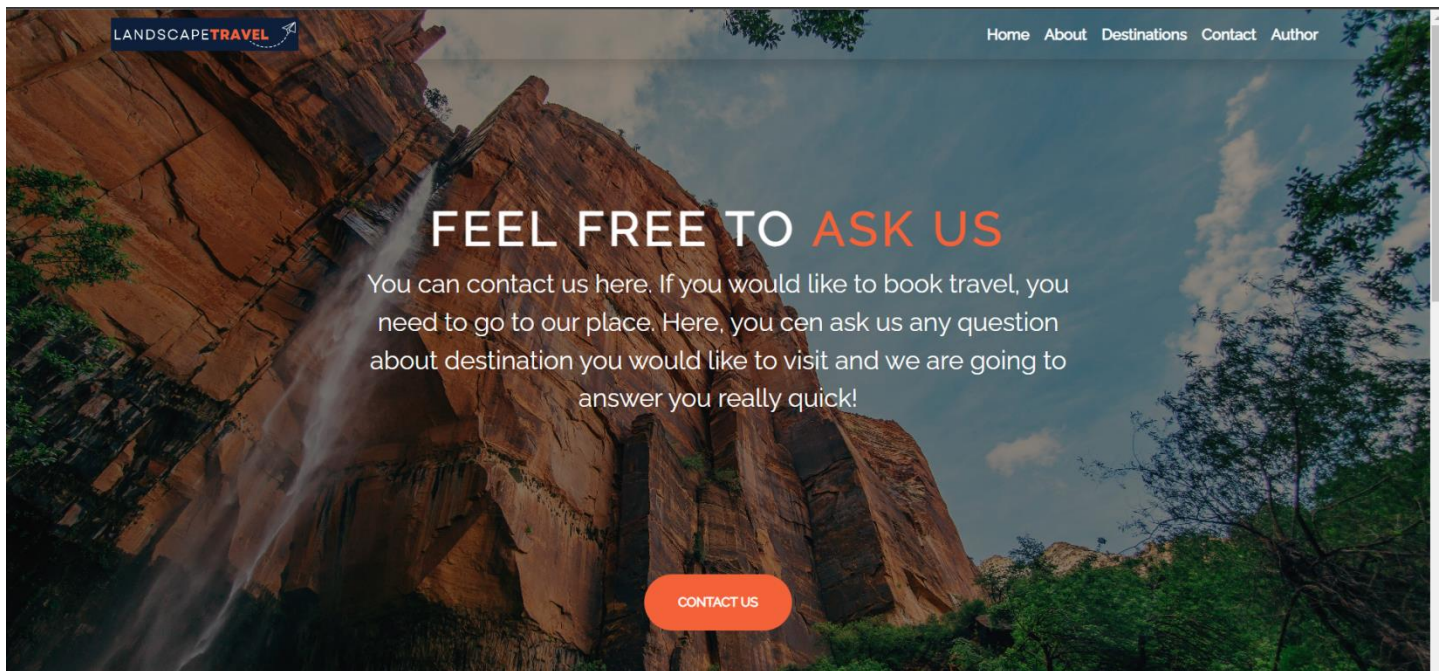 LANDSCAPETRAVEL
Home About Destinations Contact Author
FEEL FREE TO ASK US
You can contact us here. If you would like to book travel, you
need to go to our place. Here, you cen ask us any question
about destination you would like to visit and we are going to
answer you really quick!
CONTACT US